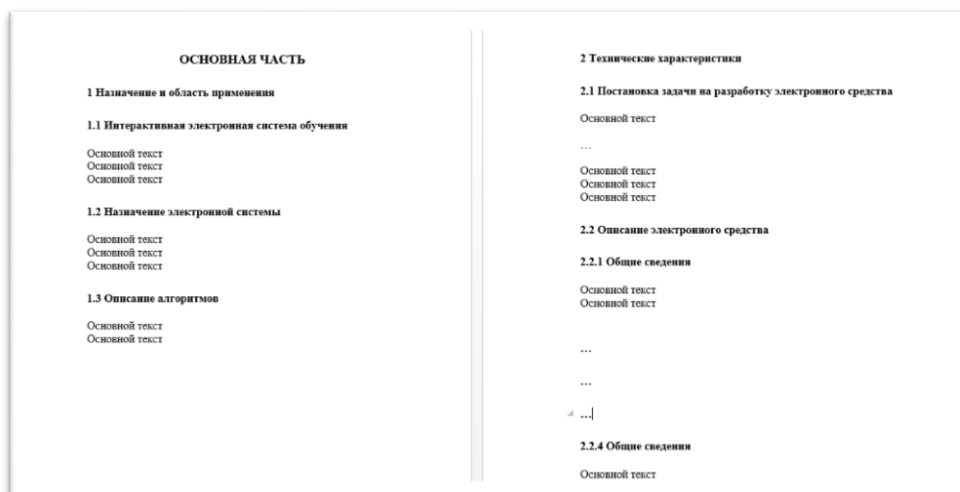 ОСНОВНАЯ ЧАСТЬ
1 Назначение и область применения
1.1 Интерактивная электронная система обучения
Основной текст
Основной текст
Основной текст
1.2 Назначение электронной системы
Основной текст
Основной текст
Основной текст
1.3 Описание алгоритмов
Основной текст
Основной текст
2 Технические характеристики
2.1 Постановка задачи на разработку электронного средства
Основной текст
...
Основной текст
Основной текст
Основной текст
2.2 Описание электронного средства
2.2.1 Общие сведения
Основной текст
Основной текст
...
...
...
2.2.4 Общие сведения
Основной текст